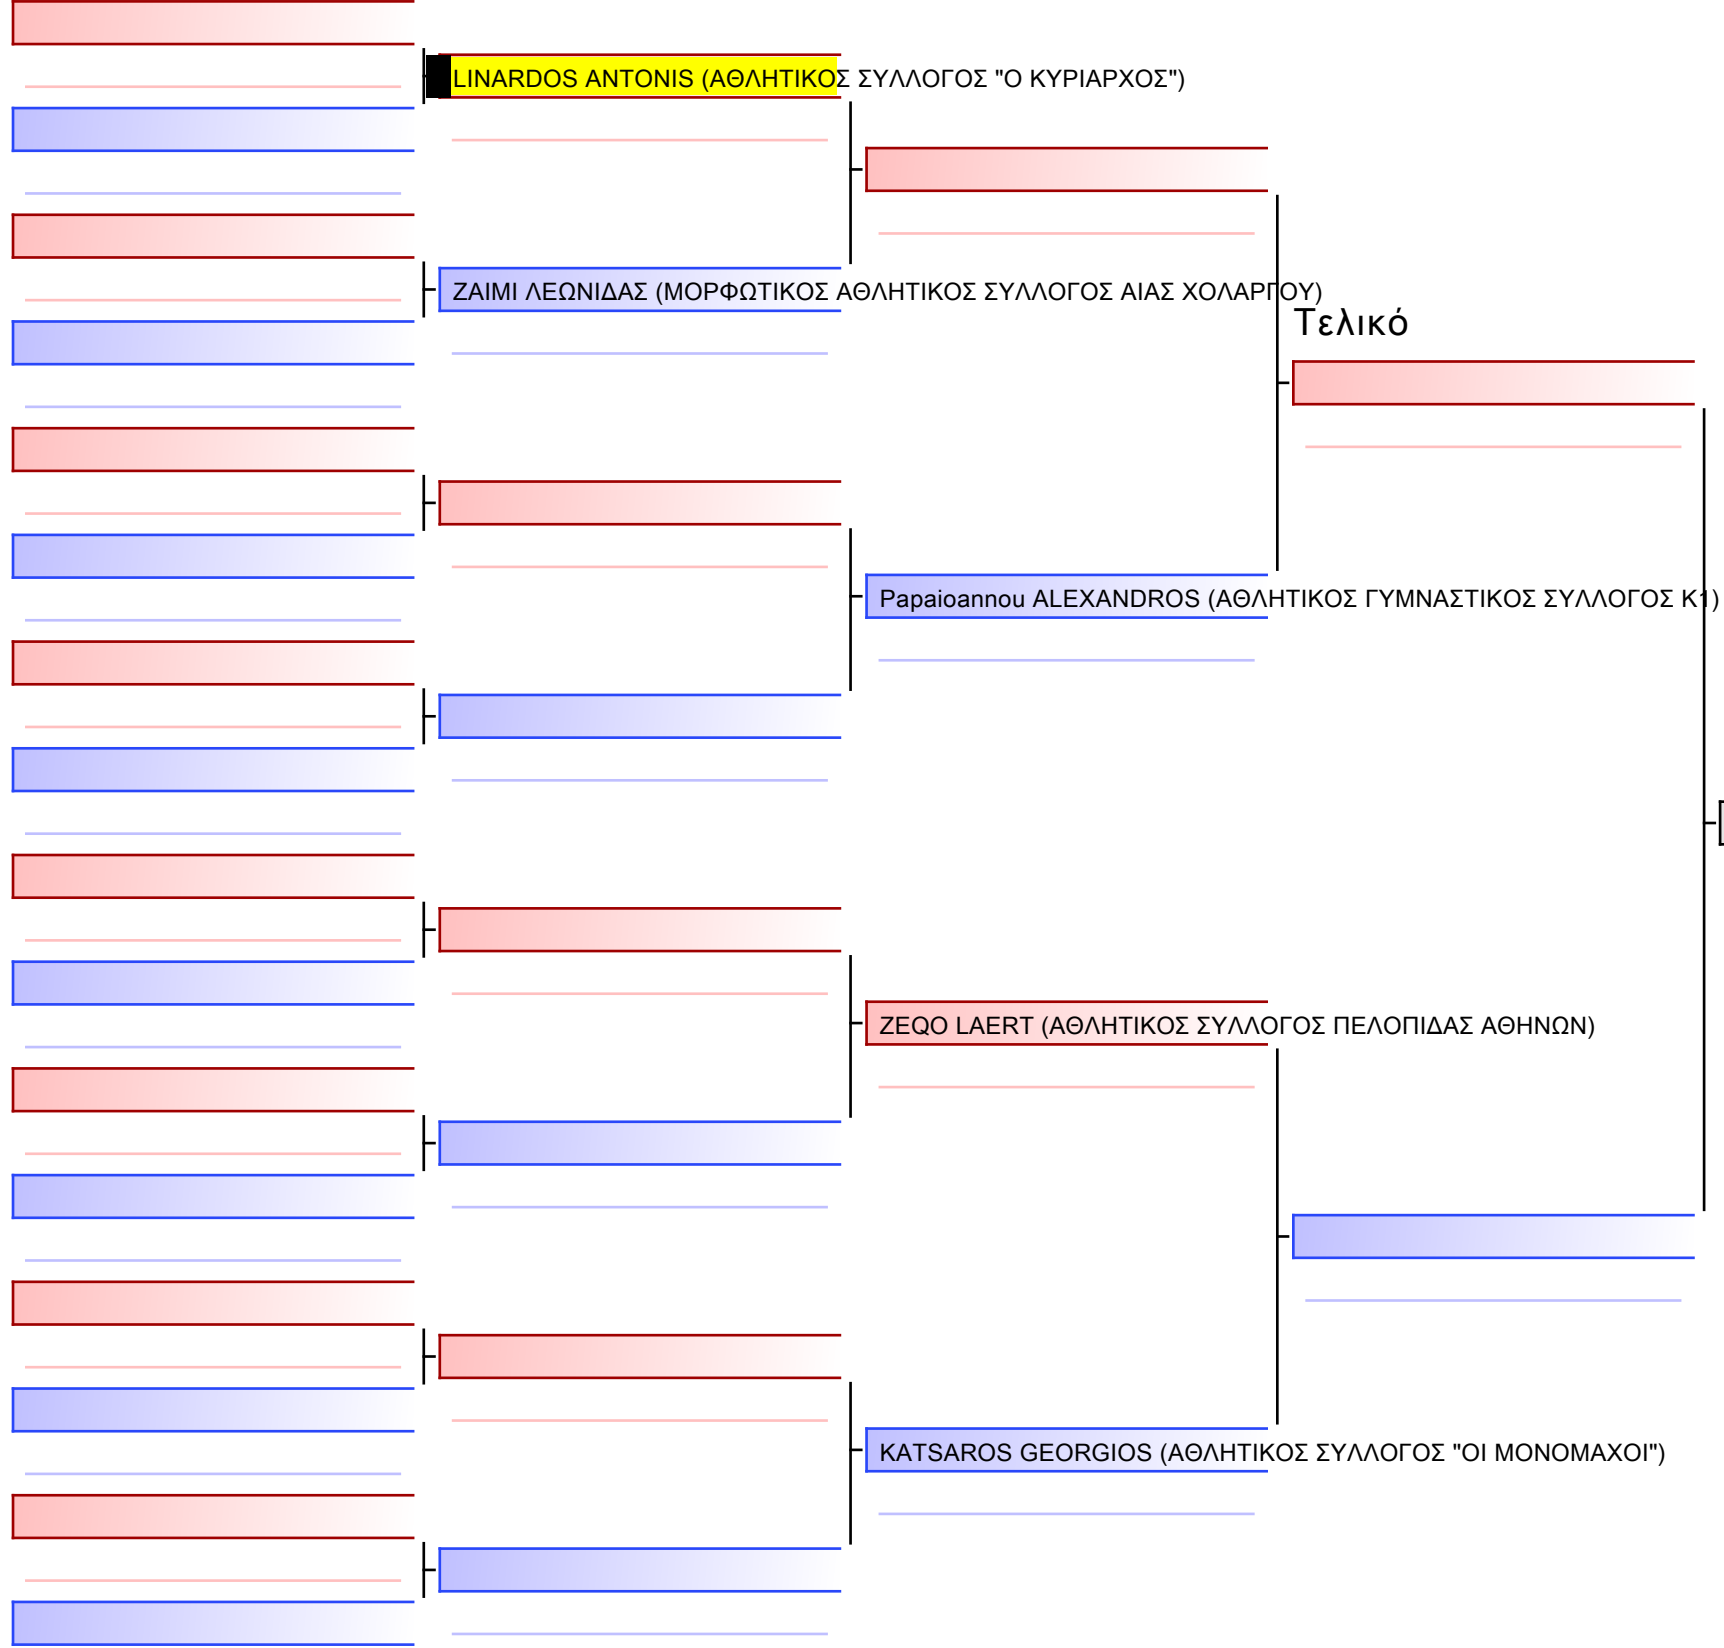 LINARDOS ANTONIS (ΑΘΛΗΤΙΚΟΣ ΣΥΛΛΟΓΟΣ "Ο ΚΥΡΙΑΡΧΟΣ")
ΖΑΙΜΙ ΛΕΩΝΙΔΑΣ (ΜΟΡΦΩΤΙΚΟΣ ΑΘΛΗΤΙΚΟΣ ΣΥΛΛΟΓΟΣ ΑΙΑΣ ΧΟΛΑΡΓΟΥ)
Τελικό
Papaioannou ALEXANDROS (ΑΘΛΗΤΙΚΟΣ ΓΥΜΝΑΣΤΙΚΟΣ ΣΥΛΛΟΓΟΣ Κ1)
ZEQO LAERT (ΑΘΛΗΤΙΚΟΣ ΣΥΛΛΟΓΟΣ ΠΕΛΟΠΙΔΑΣ ΑΘΗΝΩΝ)
KATSAROS GEORGIOS (ΑΘΛΗΤΙΚΟΣ ΣΥΛΛΟΓΟΣ "ΟΙ ΜΟΝΟΜΑΧΟΙ")